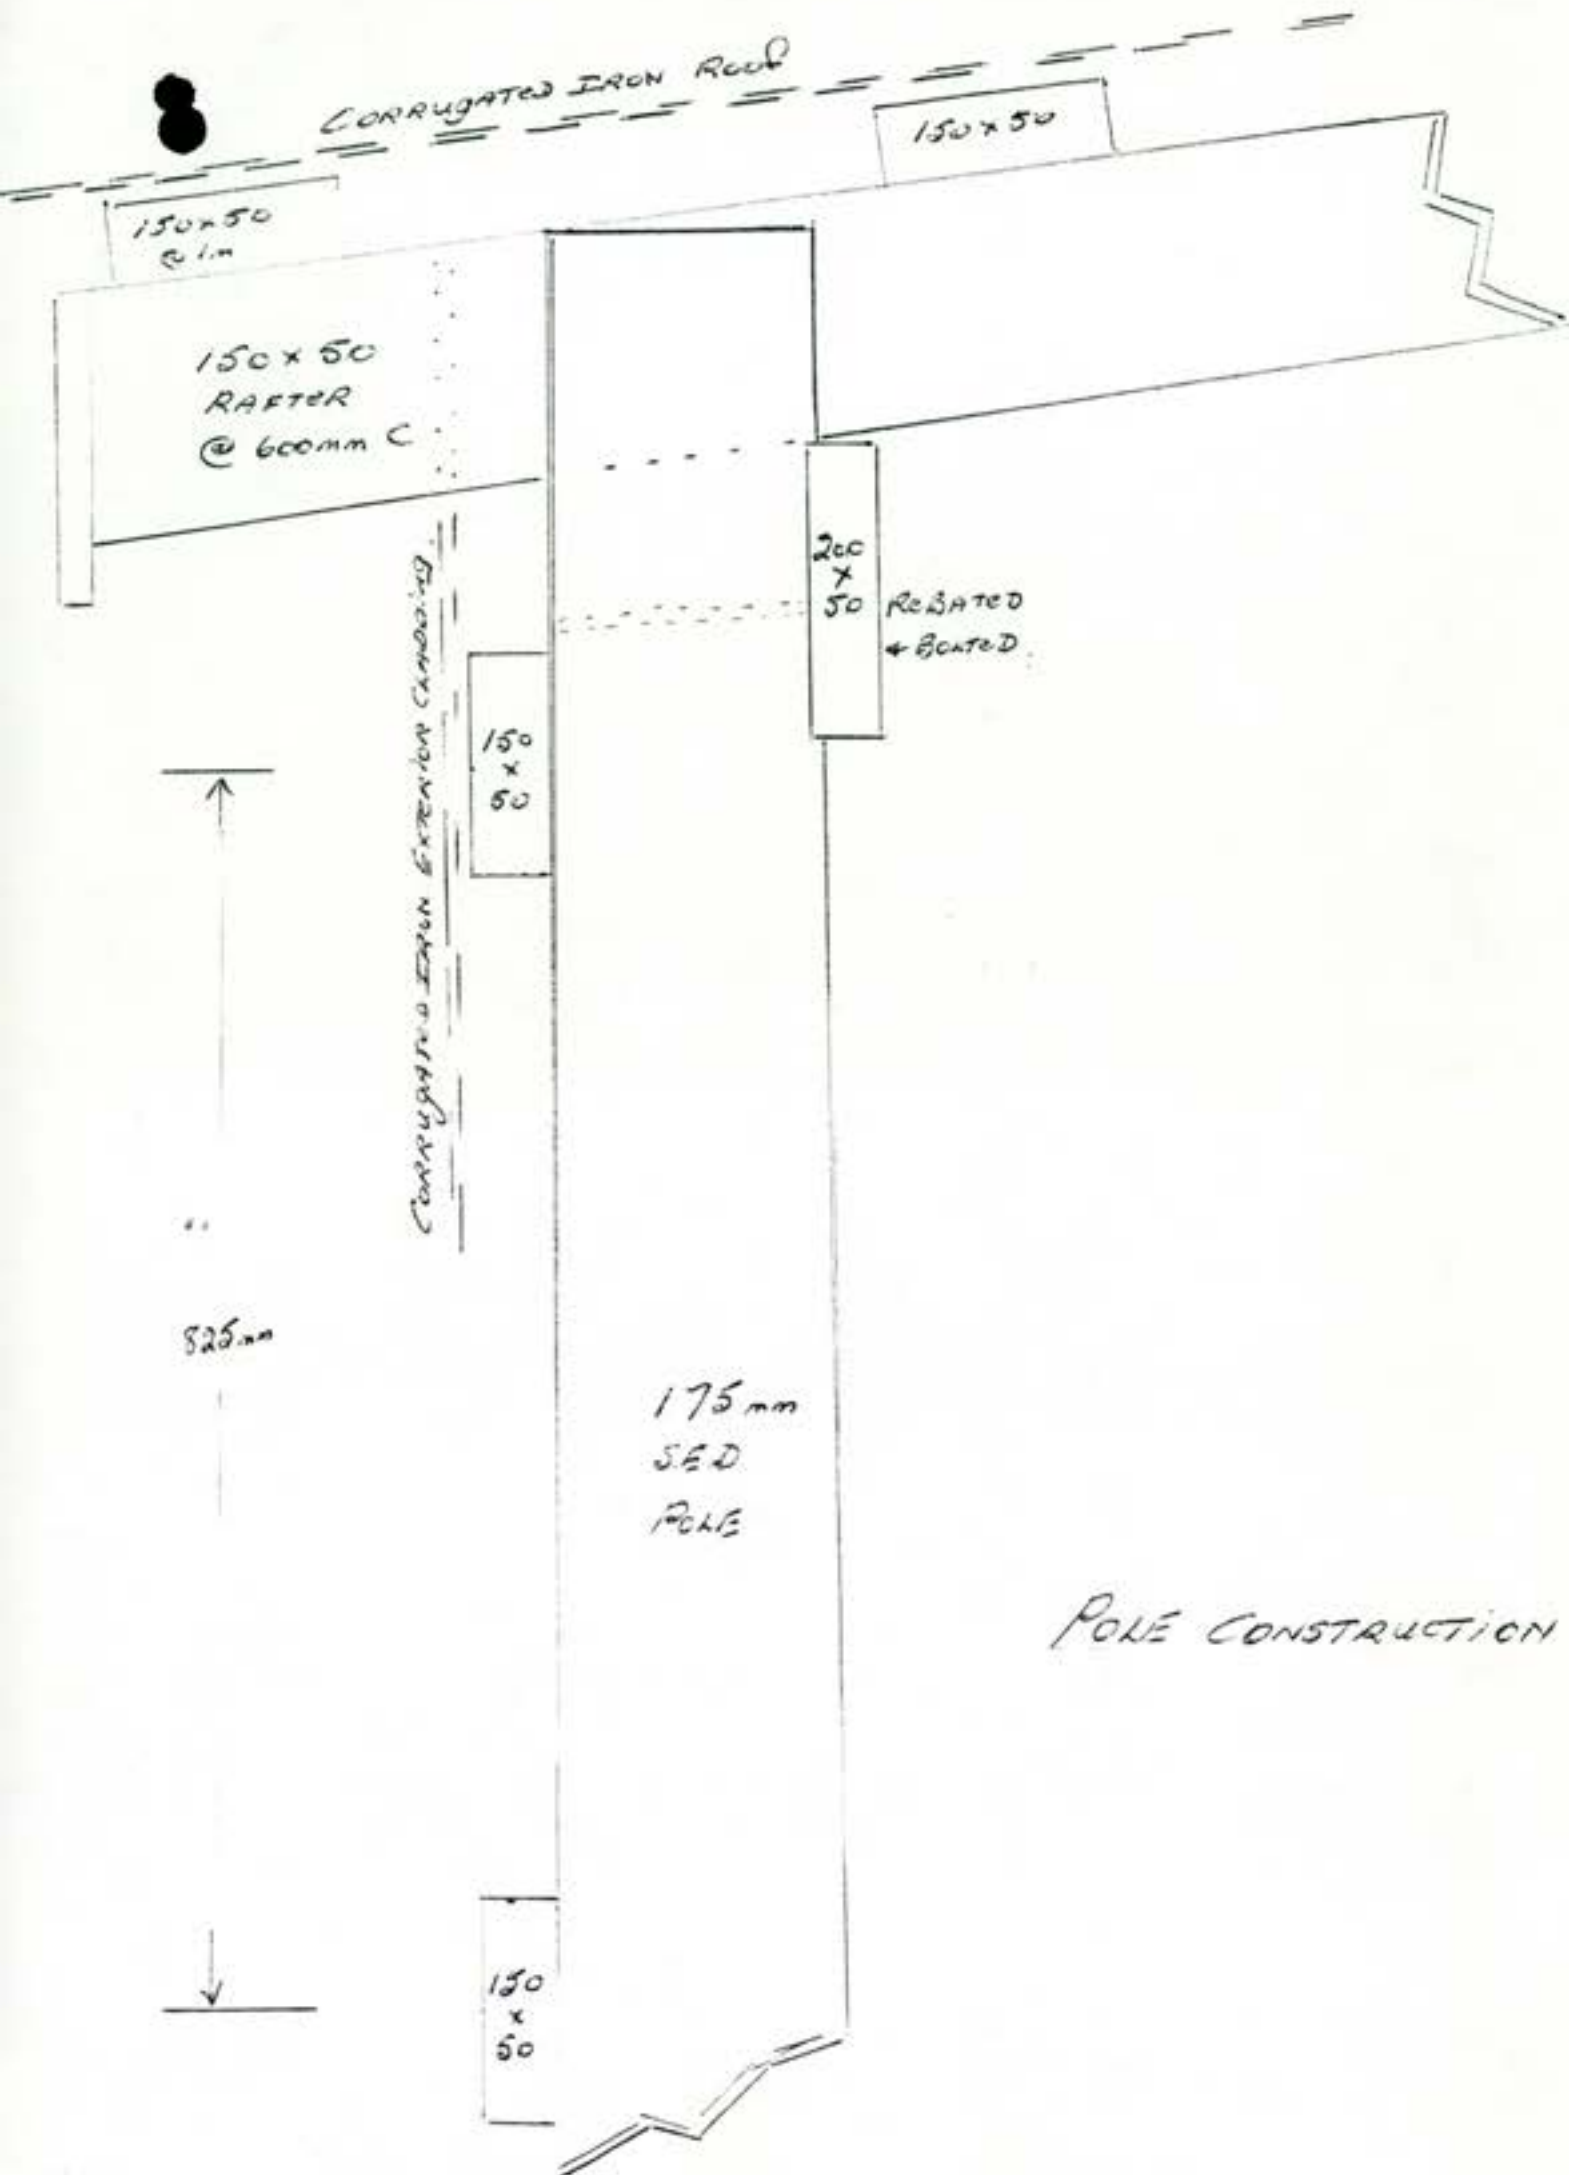 CORRUGATED IRON ROOF
150 x 50
150 x 50
@ 1m
150 x 50
RAFTER
@ 600mm C
200
x
50
REBATED
& BOLTED
CORRUGATED IRON EXTERIOR CLADDING.
150
x
50
825mm
175mm
SED
POLE
POLE CONSTRUCTION
150
x
50